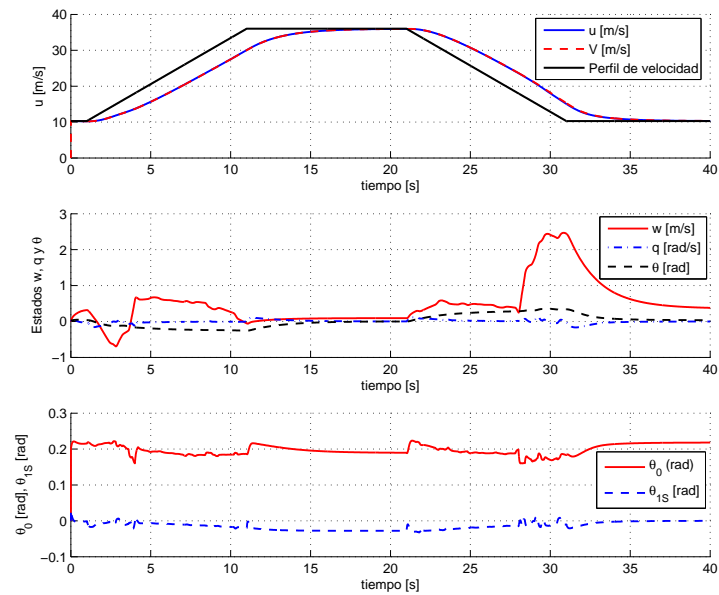 40
30
20
10
0
u [m/s]
u [m/s]
V [m/s]
Perfil de velocidad
0 5 10 15 20 25 30 35 40
tiempo [s]
3
2
1
0
−1
Estados w, q y θ
w [m/s]
q [rad/s]
θ [rad]
0 5 10 15 20 25 30 35 40
tiempo [s]
0.3
0.2
0.1
0
−0.1
θ0 [rad], θ1S [rad]
θ0 (rad)
θ1S [rad]
0 5 10 15 20 25 30 35 40
tiempo [s]